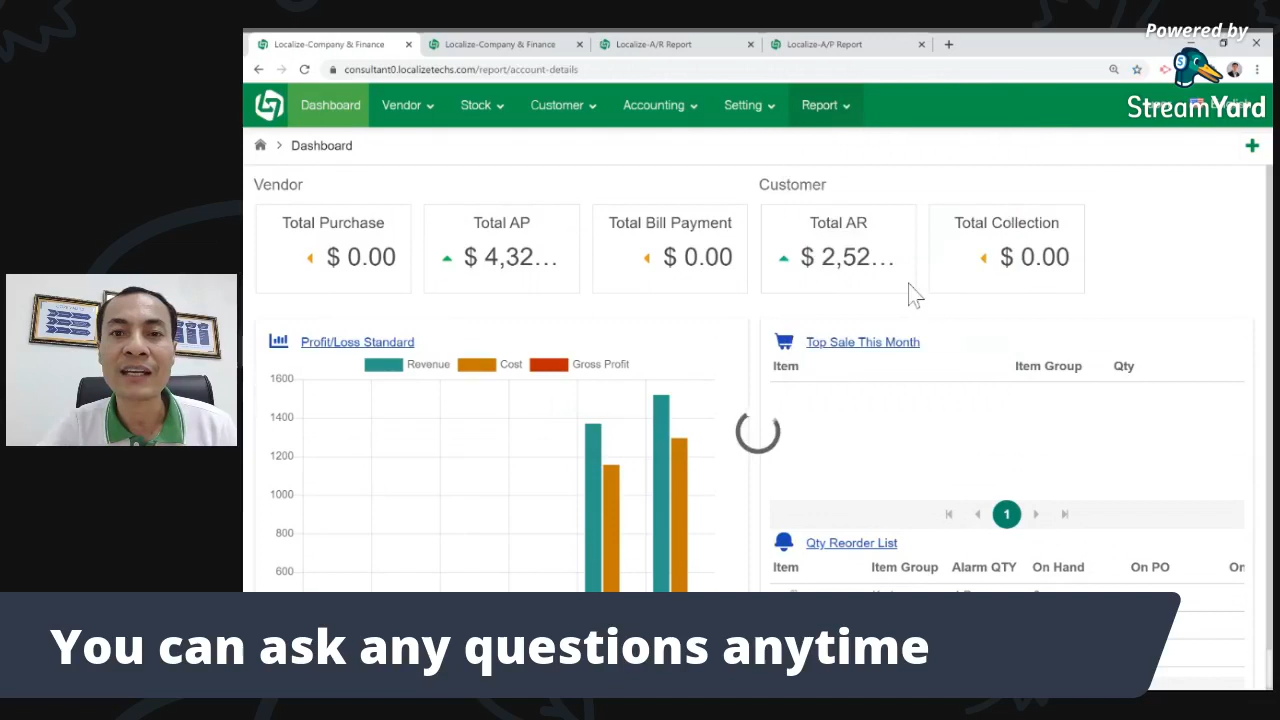 Powered by
StreamYard
Localize-Company & Finance
Localize-Company & Finance
Localize-A/R Report
Localize-A/P Report
consultant0.localizetechs.com/report/account-details
Dashboard Vendor Stock Customer Accounting Setting Report
Dashboard
Vendor
Customer
Total Purchase
$ 0.00
Total AP
$ 4,32...
Total Bill Payment
$ 0.00
Total AR
$ 2,52...
Total Collection
$ 0.00
Profit/Loss Standard
Revenue Cost Gross Profit
1600
1400
1200
1000
800
600
Top Sale This Month
Item Item Group Qty
1
Qty Reorder List
Item Item Group Alarm QTY On Hand On PO On
You can ask any questions anytime